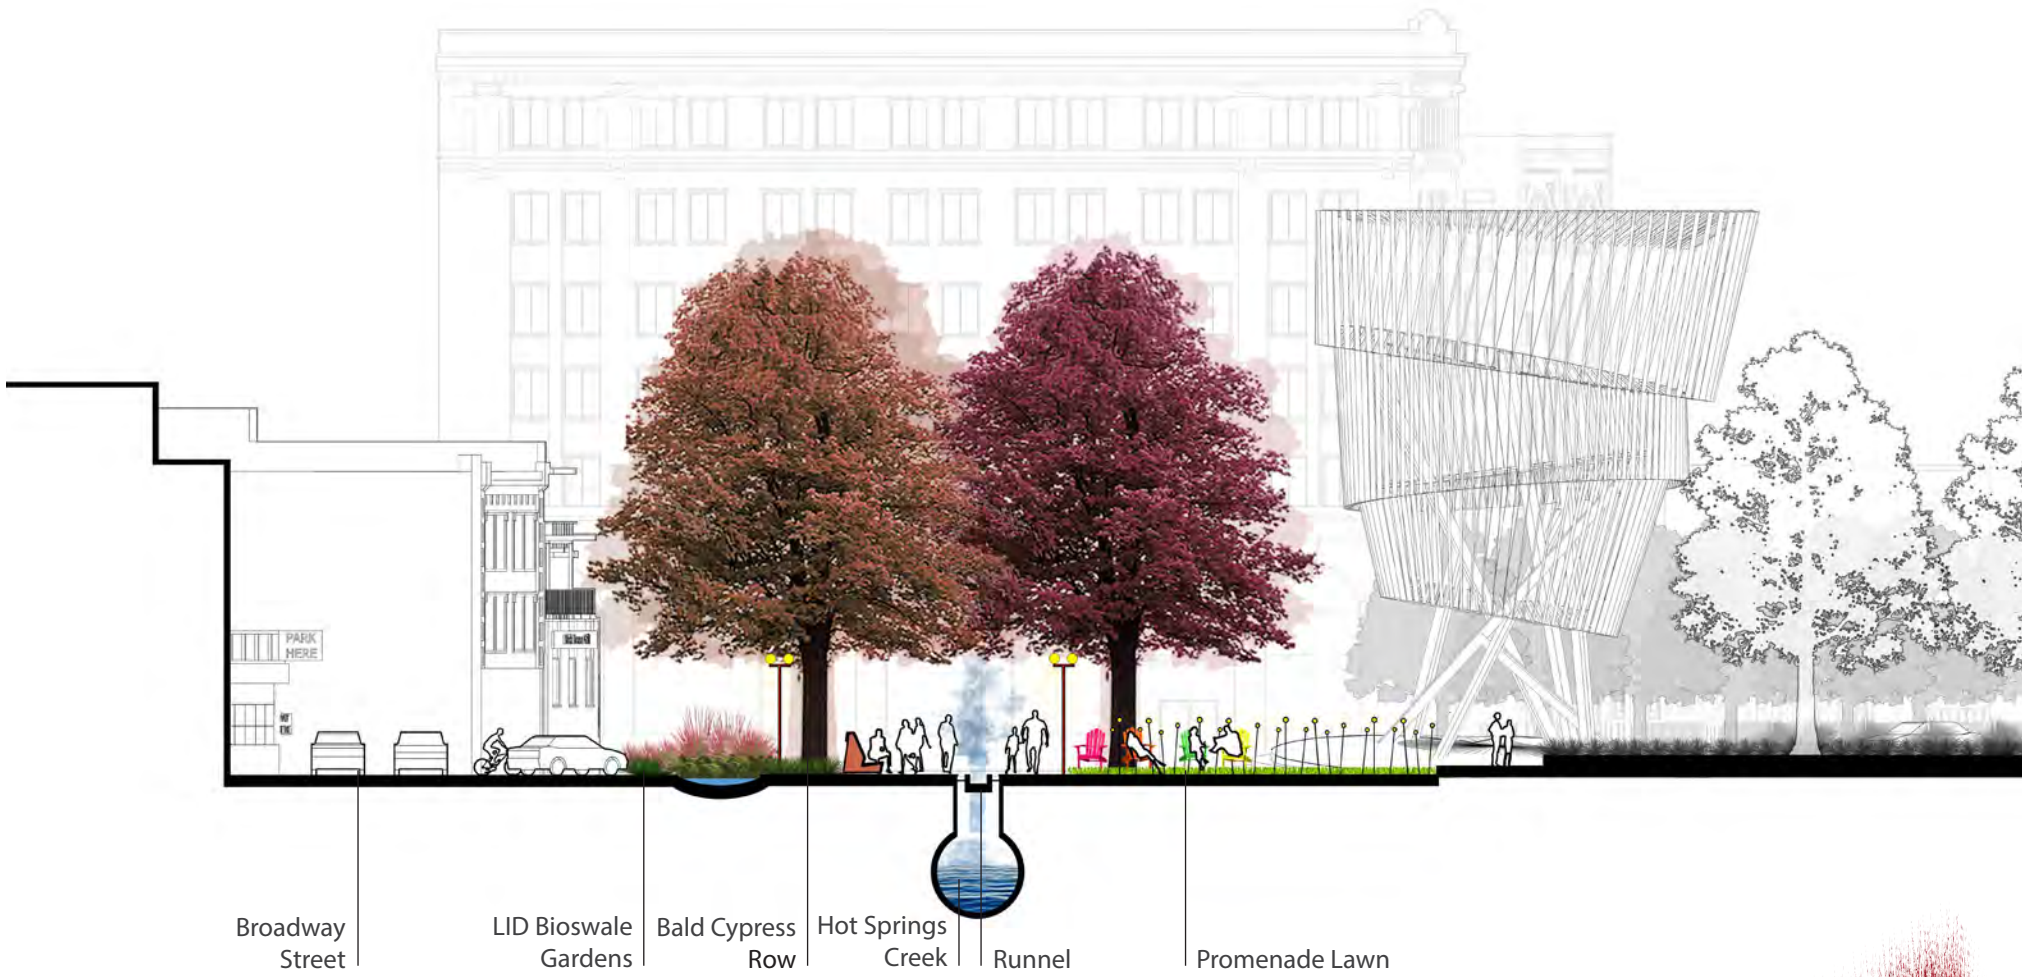 PARK
HERE
Broadway
Street
LID Bioswale
Gardens
Bald Cypress
Row
Hot Springs
Creek
Runnel
Promenade Lawn